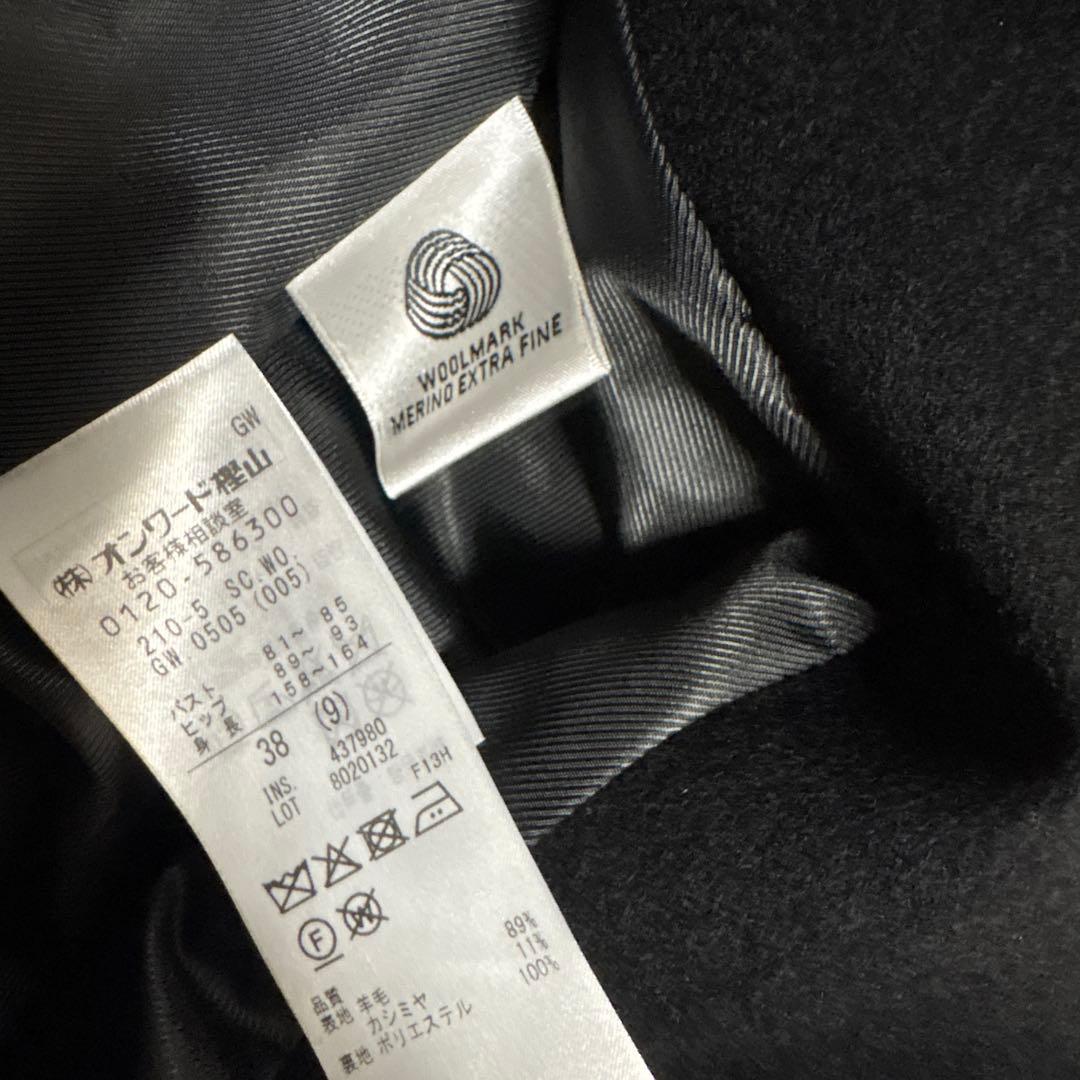 WOOLMARK
MERINO EXTRA FINE
GW
㈱オンワード樫山
お客様相談室
0120-586300
210-5 SC.WO.
GW 0505 (005)
バスト 81～ 85
ヒップ 89～ 93
身 長 158～164
38 (9)
INS. 437980
LOT 8020132
F13H
W
F
品質
表地 羊毛 89%
カシミヤ 11%
裏地 ポリエステル 100%